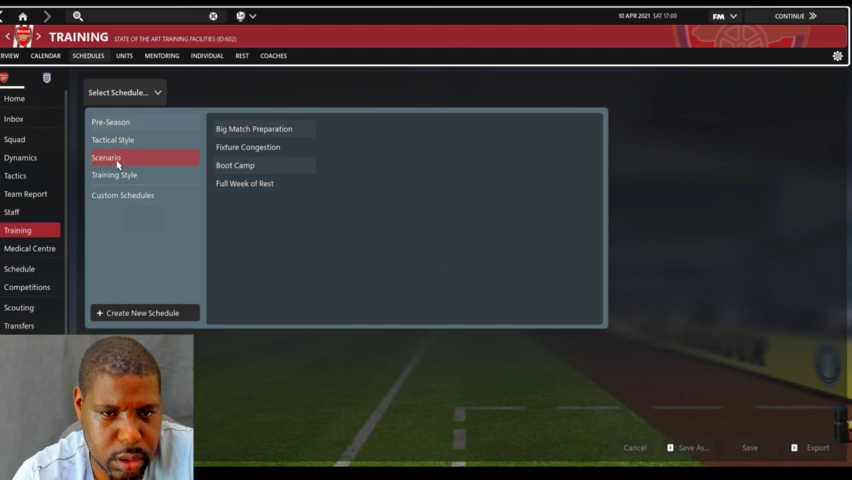 10 APR 2021 SAT 17:00
FM
CONTINUE
TRAINING
STATE OF THE ART TRAINING FACILITIES (ID:602)
RVIEW
CALENDAR
SCHEDULES
UNITS
MENTORING
INDIVIDUAL
REST
COACHES
Home
Inbox
Squad
Dynamics
Tactics
Team Report
Staff
Training
Medical Centre
Schedule
Competitions
Scouting
Transfers
Select Schedule...
Pre-Season
Tactical Style
Scenario
Training Style
Custom Schedules
+ Create New Schedule
Big Match Preparation
Fixture Congestion
Boot Camp
Full Week of Rest
Cancel
Save As...
Save
Export